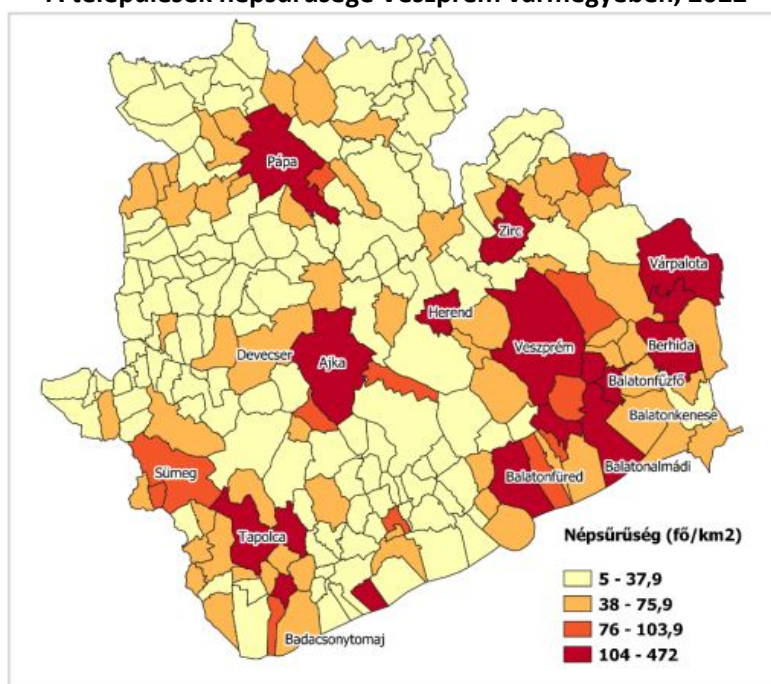 A települések népsűrűsége Veszprém vármegyében, 2022
Pápa
Zirc
Várpalota
Herend
Veszprém
Berhida
Devecser
Ajka
Balatonfűzfő
Balatonkenese
Sümeg
Balatonfüred
Balatonalmádi
Tapolca
Badacsonytomaj
Népsűrűség (fő/km2)
5 - 37,9
38 - 75,9
76 - 103,9
104 - 472